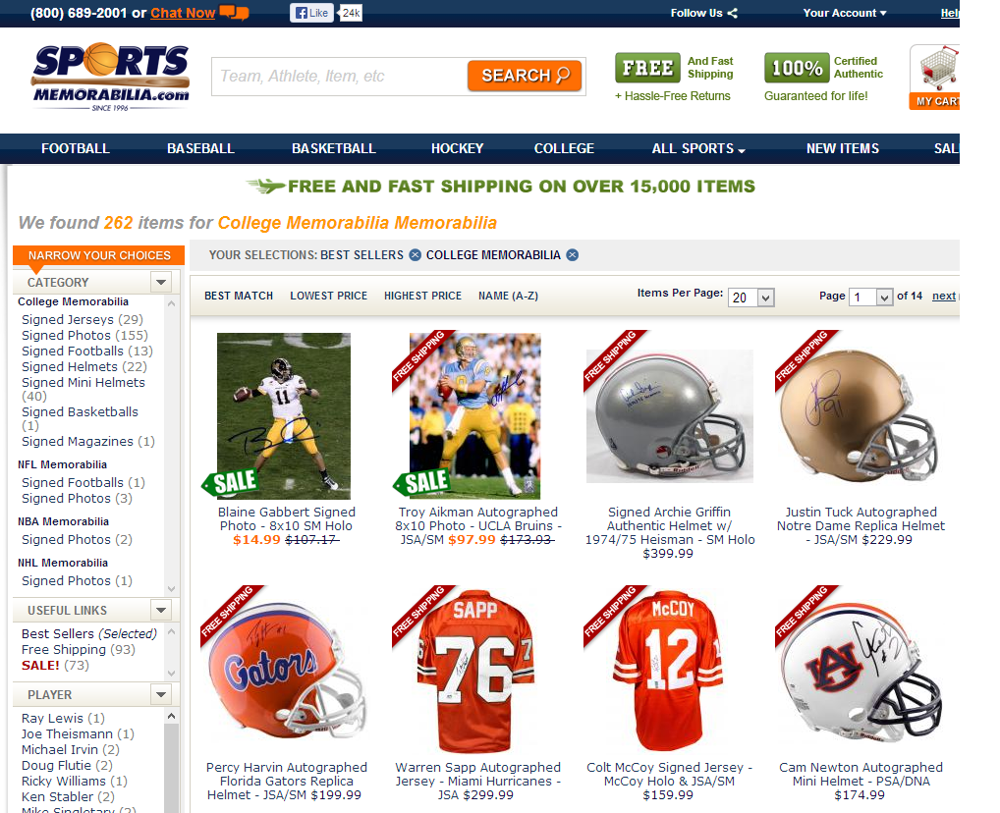 (800) 689-2001 or Chat Now
Like 24k
Follow Us
Your Account
Help
SPORTS
MEMORABILIA.com
SINCE 1996
Team, Athlete, Item, etc
SEARCH
FREE And Fast Shipping
+ Hassle-Free Returns
100% Certified Authentic
Guaranteed for life!
MY CART
FOOTBALL BASEBALL BASKETBALL HOCKEY COLLEGE ALL SPORTS NEW ITEMS SAL
FREE AND FAST SHIPPING ON OVER 15,000 ITEMS
We found 262 items for College Memorabilia Memorabilia
NARROW YOUR CHOICES
CATEGORY
College Memorabilia
Signed Jerseys (29)
Signed Photos (155)
Signed Footballs (13)
Signed Helmets (22)
Signed Mini Helmets
(40)
Signed Basketballs
(1)
Signed Magazines (1)
NFL Memorabilia
Signed Footballs (1)
Signed Photos (3)
NBA Memorabilia
Signed Photos (2)
NHL Memorabilia
Signed Photos (1)
USEFUL LINKS
Best Sellers (Selected)
Free Shipping (93)
SALE! (73)
PLAYER
Ray Lewis (1)
Joe Theismann (1)
Michael Irvin (2)
Doug Flutie (2)
Ricky Williams (1)
Ken Stabler (2)
Mike Singletary (2)
YOUR SELECTIONS: BEST SELLERS COLLEGE MEMORABILIA
BEST MATCH LOWEST PRICE HIGHEST PRICE NAME (A-Z)
Items Per Page: 20
Page 1 of 14 next
11
SALE
Blaine Gabbert Signed
Photo - 8x10 SM Holo
$14.99 $107.17
FREE SHIPPING
SALE
Troy Aikman Autographed
8x10 Photo - UCLA Bruins -
JSA/SM $97.99 $173.93
FREE SHIPPING
Signed Archie Griffin
Authentic Helmet w/
1974/75 Heisman - SM Holo
$399.99
FREE SHIPPING
Justin Tuck Autographed
Notre Dame Replica Helmet
- JSA/SM $229.99
FREE SHIPPING
Gators
Percy Harvin Autographed
Florida Gators Replica
Helmet - JSA/SM $199.99
FREE SHIPPING
SAPP
76
Warren Sapp Autographed
Jersey - Miami Hurricanes -
JSA $299.99
FREE SHIPPING
McCOY
12
Colt McCoy Signed Jersey -
McCoy Holo & JSA/SM
$159.99
FREE SHIPPING
AU
Cam Newton Autographed
Mini Helmet - PSA/DNA
$174.99